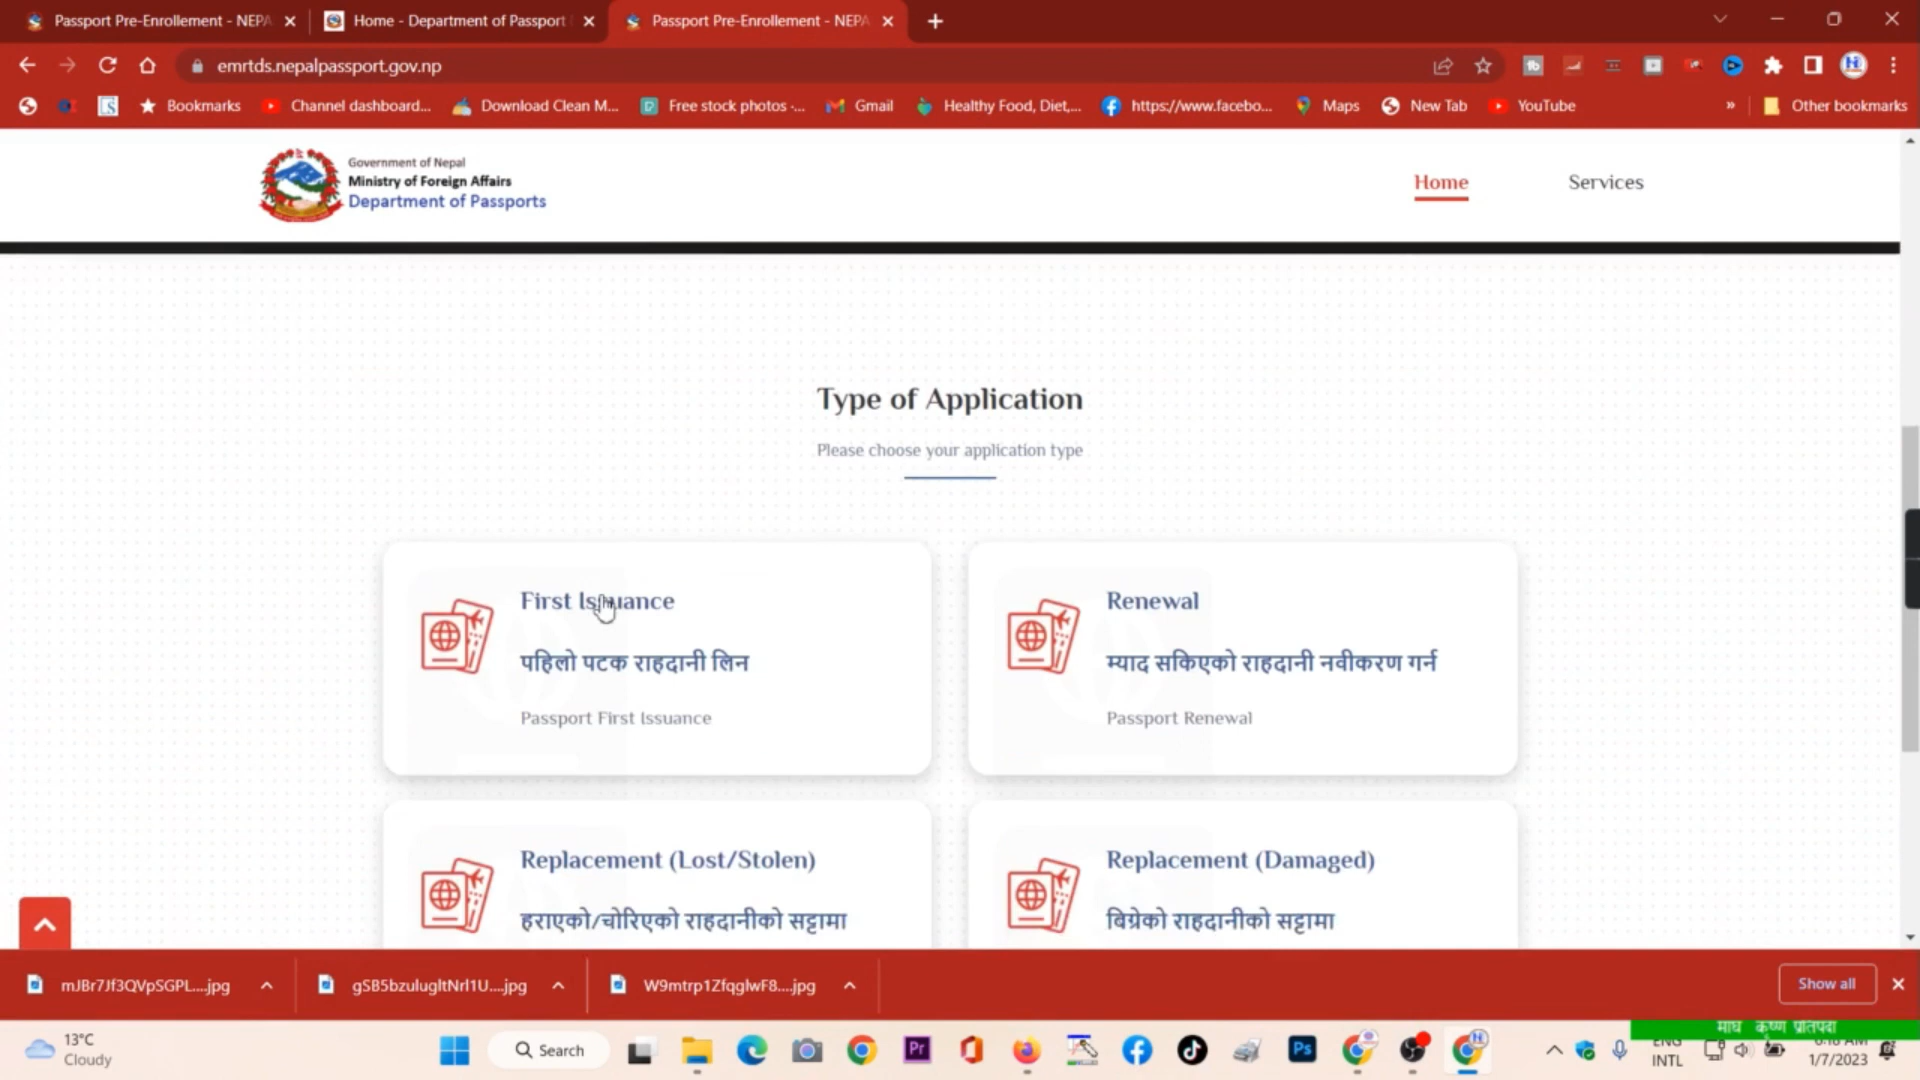 Passport Pre-Enrollement - NEPA
Home - Department of Passport
Passport Pre-Enrollement - NEPA
emrtds.nepalpassport.gov.np
Bookmarks
Channel dashboard...
Download Clean M...
Free stock photos -...
Gmail
Healthy Food, Diet,...
https://www.facebo...
Maps
New Tab
YouTube
»
Other bookmarks
Government of Nepal
Ministry of Foreign Affairs
Department of Passports
Home
Services
Type of Application
Please choose your application type
First Issuance
पहिलो पटक राहदानी लिन
Passport First Issuance
Renewal
म्याद सकिएको राहदानी नवीकरण गर्न
Passport Renewal
Replacement (Lost/Stolen)
हराएको/चोरिएको राहदानीको सट्टामा
Replacement (Damaged)
बिग्रेको राहदानीको सट्टामा
mJBr7Jf3QVpSGPL....jpg
W9mtrp1ZfqglwF8....jpg
Show all
13°C
Cloudy
Search
Pr
Ps
ENG
INTL
माघ कृष्ण प्रतिपदा
1/7/2023